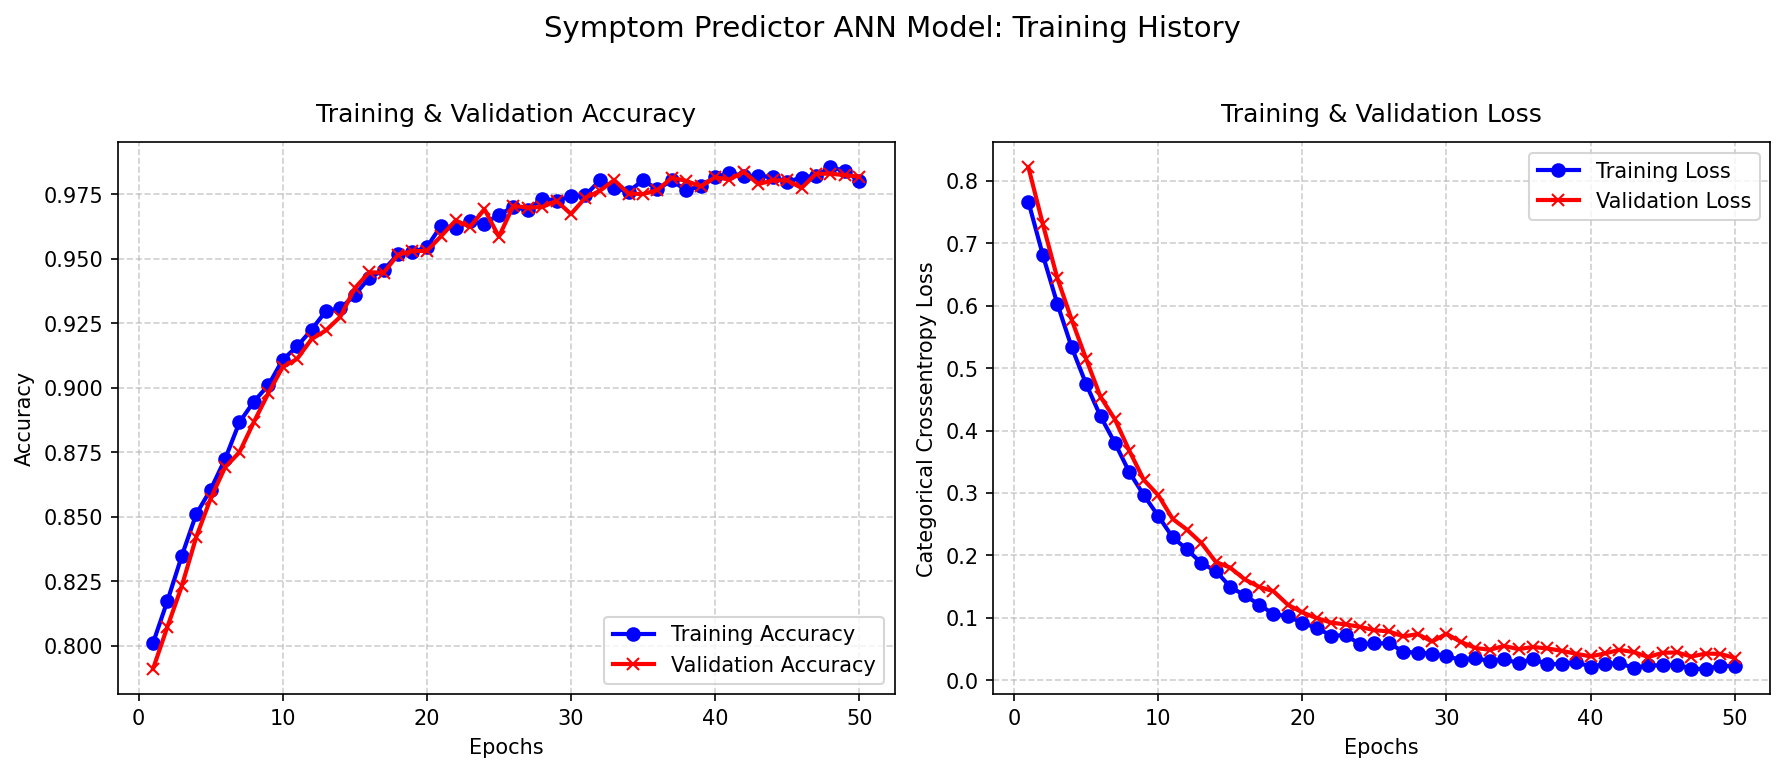 Symptom Predictor ANN Model: Training History
Training & Validation Accuracy
Accuracy
0.975
0.950
0.925
0.900
0.875
0.850
0.825
0.800
Training Accuracy
Validation Accuracy
0 10 20 30 40 50
Epochs
Training & Validation Loss
Categorical Crossentropy Loss
Training Loss
Validation Loss
0.8
0.7
0.6
0.5
0.4
0.3
0.2
0.1
0.0
0 10 20 30 40 50
Epochs